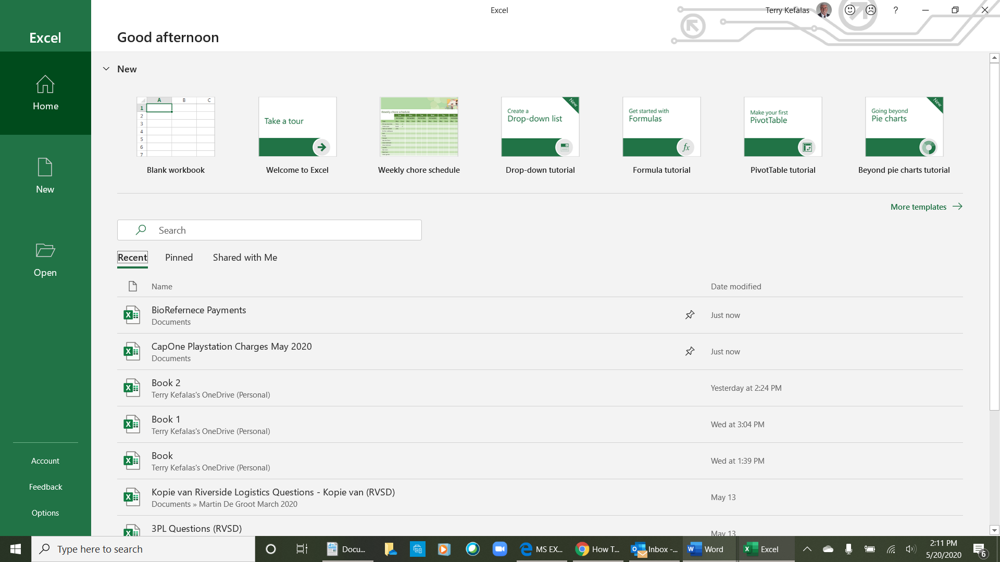 Excel
Terry Kefalas
?
Excel
Good afternoon
Home
New
Open
Account
Feedback
Options
New
A B C
1
2
3
4
5
6
7
Blank workbook
Take a tour
Welcome to Excel
Weekly chore schedule
Weekly chore schedule
New
Create a
Drop-down list
Drop-down tutorial
Get started with
Formulas
fx
Formula tutorial
Make your first
PivotTable
PivotTable tutorial
New
Going beyond
Pie charts
Beyond pie charts tutorial
More templates
Search
Recent Pinned Shared with Me
Name Date modified
BioRefernece Payments
Documents
Just now
CapOne Playstation Charges May 2020
Documents
Just now
Book 2
Terry Kefalas's OneDrive (Personal)
Yesterday at 2:24 PM
Book 1
Terry Kefalas's OneDrive (Personal)
Wed at 3:04 PM
Book
Terry Kefalas's OneDrive (Personal)
Wed at 1:39 PM
Kopie van Riverside Logistics Questions - Kopie van (RVSD)
Documents » Martin De Groot March 2020
May 13
3PL Questions (RVSD)
May 13
Type here to search
Docu...
MS EX...
How T...
Inbox -...
Word
Excel
2:11 PM
5/20/2020
6